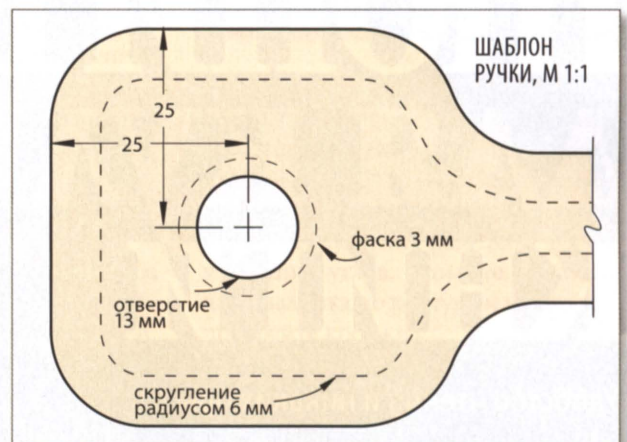 ШАБЛОН
РУЧКИ, М 1:1
25
25
фаска 3 мм
отверстие
13 мм
скругление
радиусом 6 мм